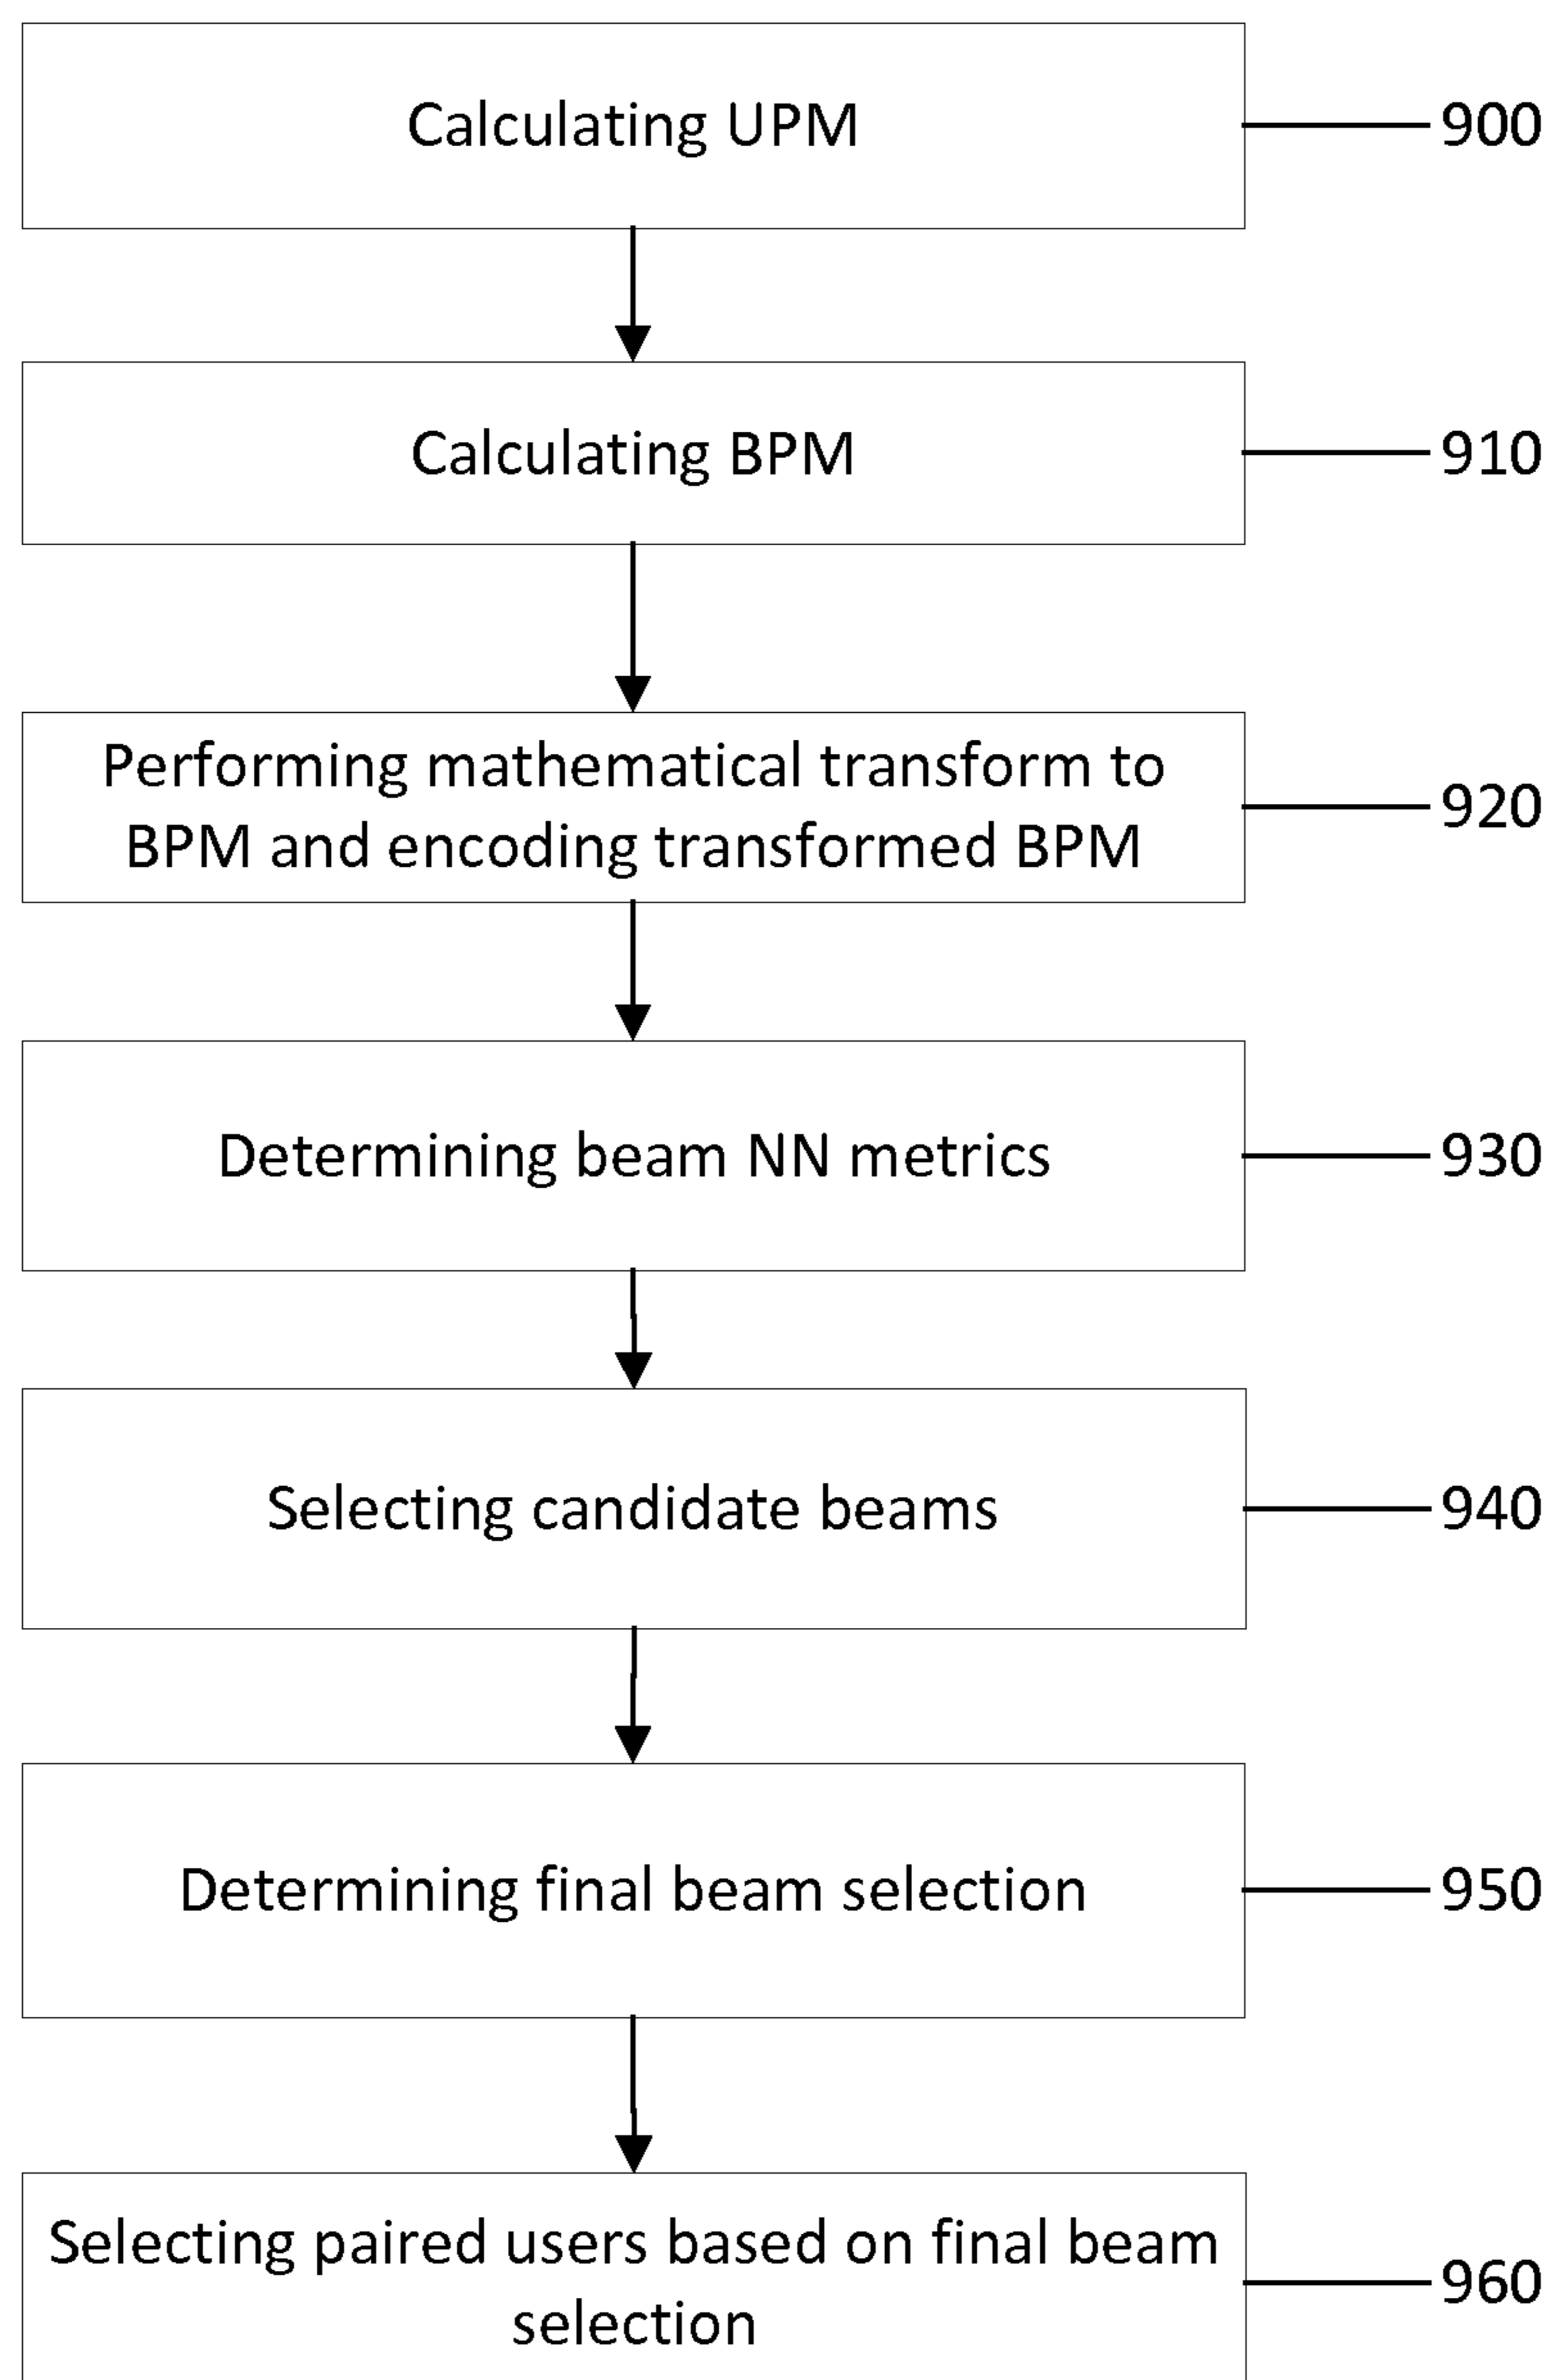 Calculating UPM
900
Calculating BPM
910
Performing mathematical transform to
BPM and encoding transformed BPM
920
Determining beam NN metrics
930
Selecting candidate beams
940
Determining final beam selection
950
Selecting paired users based on final beam
selection
960